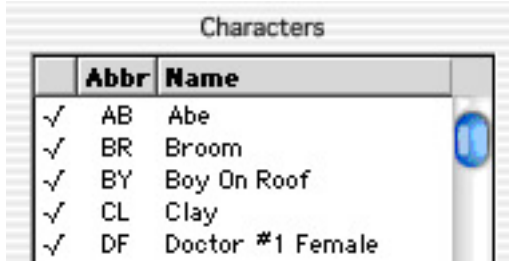 Characters
Abbr Name
√ AB Abe
√ BR Broom
√ BY Boy On Roof
√ CL Clay
√ DF Doctor #1 Female